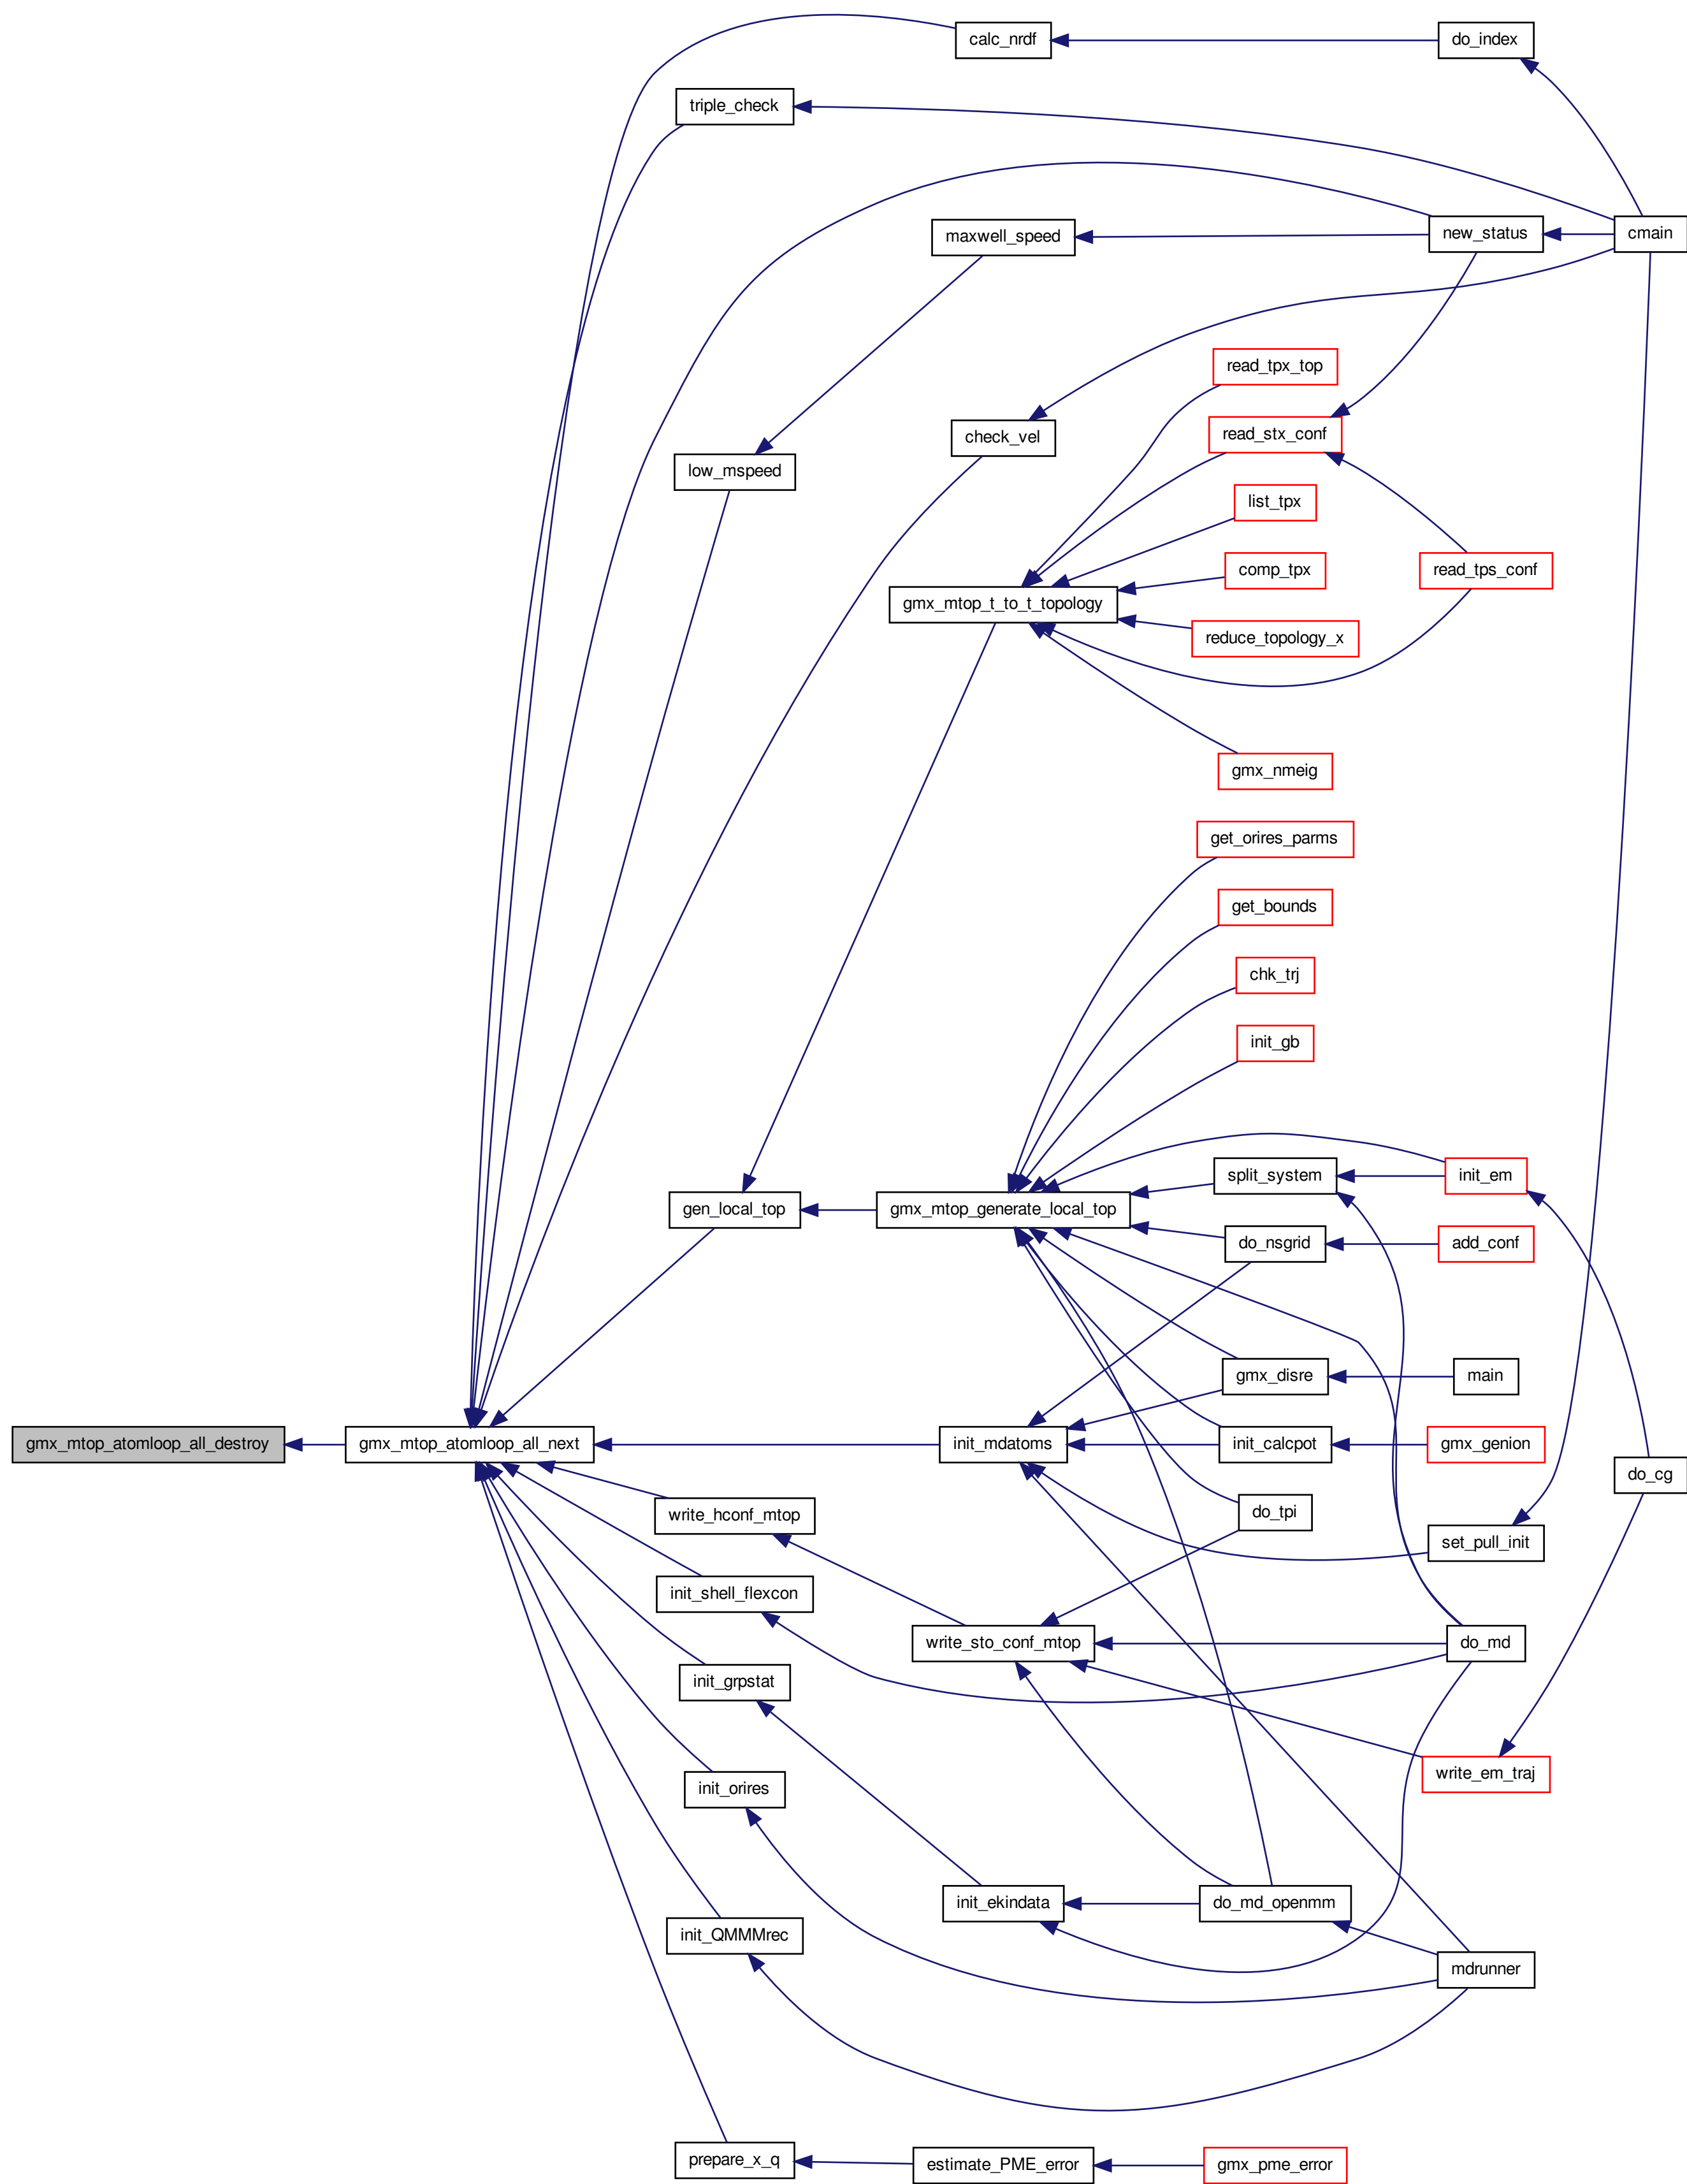 calc_nrdf
do_index
triple_check
maxwell_speed
new_status
cmain
read_tpx_top
check_vel
read_stx_conf
low_mspeed
list_tpx
comp_tpx
read_tps_conf
gmx_mtop_t_to_t_topology
reduce_topology_x
gmx_nmeig
get_orires_parms
get_bounds
chk_trj
init_gb
split_system
init_em
gen_local_top
gmx_mtop_generate_local_top
do_nsgrid
add_conf
gmx_disre
main
gmx_mtop_atomloop_all_destroy
gmx_mtop_atomloop_all_next
init_mdatoms
init_calcpot
gmx_genion
do_cg
write_hconf_mtop
do_tpi
set_pull_init
init_shell_flexcon
write_sto_conf_mtop
do_md
init_grpstat
write_em_traj
init_orires
init_ekindata
do_md_openmm
init_QMMMrec
mdrunner
prepare_x_q
estimate_PME_error
gmx_pme_error